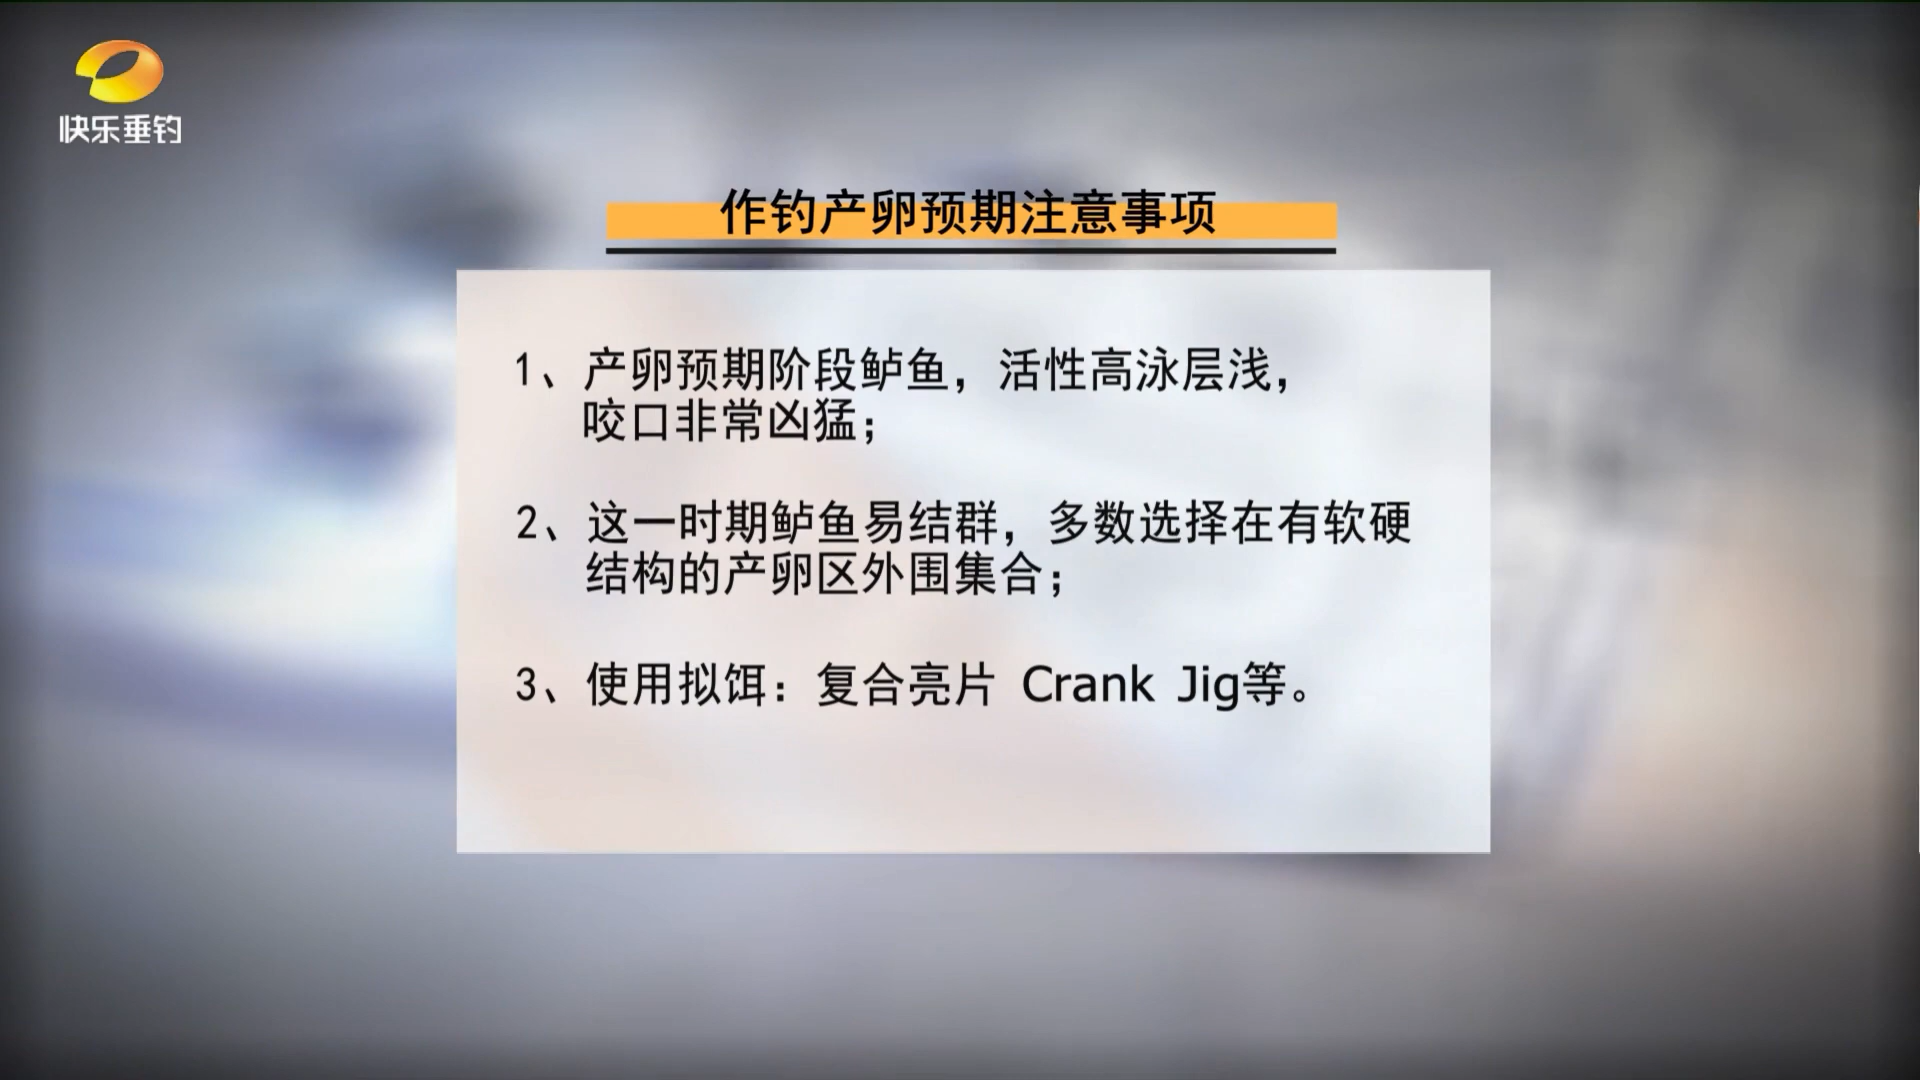 快乐垂钓
作钓产卵预期注意事项
1、产卵预期阶段鲈鱼，活性高泳层浅，
咬口非常凶猛；
2、这一时期鲈鱼易结群，多数选择在有软硬
结构的产卵区外围集合；
3、使用拟饵：复合亮片 Crank Jig等。